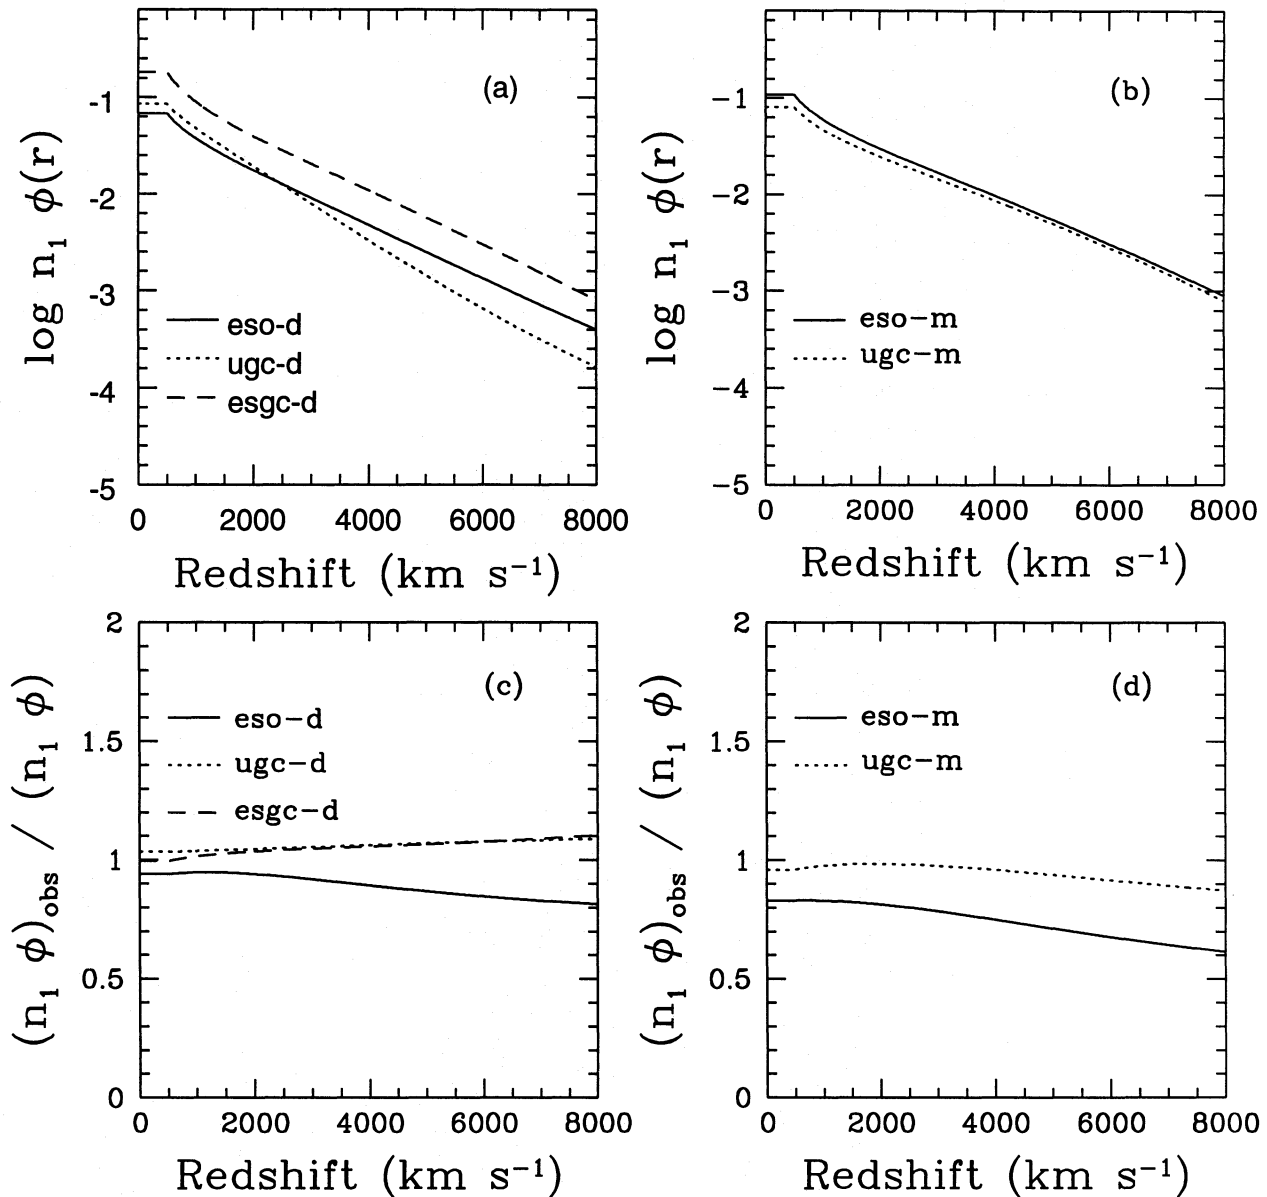 (a)
log n₁ ϕ(r)
-1
-2
-3
-4
-5
eso-d
ugc-d
esgc-d
0 2000 4000 6000 8000
Redshift (km s⁻¹)
(b)
log n₁ ϕ(r)
−1
−2
−3
−4
−5
eso−m
ugc−m
0 2000 4000 6000 8000
Redshift (km s⁻¹)
(c)
(n₁ ϕ)obs / (n₁ ϕ)
2
1.5
1
0.5
0
eso−d
ugc−d
esgc−d
0 2000 4000 6000 8000
Redshift (km s⁻¹)
(d)
(n₁ ϕ)obs / (n₁ ϕ)
2
1.5
1
0.5
0
eso−m
ugc−m
0 2000 4000 6000 8000
Redshift (km s⁻¹)